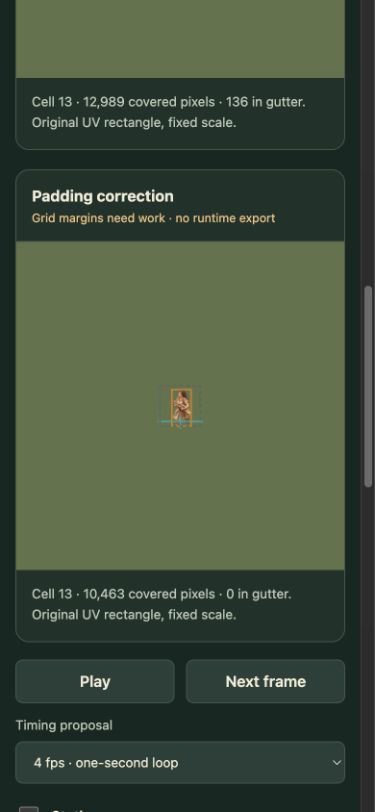 Cell 13 · 12,989 covered pixels · 136 in gutter.
Original UV rectangle, fixed scale.
Padding correction
Grid margins need work · no runtime export
Cell 13 · 10,463 covered pixels · 0 in gutter.
Original UV rectangle, fixed scale.
Play
Next frame
Timing proposal
4 fps · one-second loop